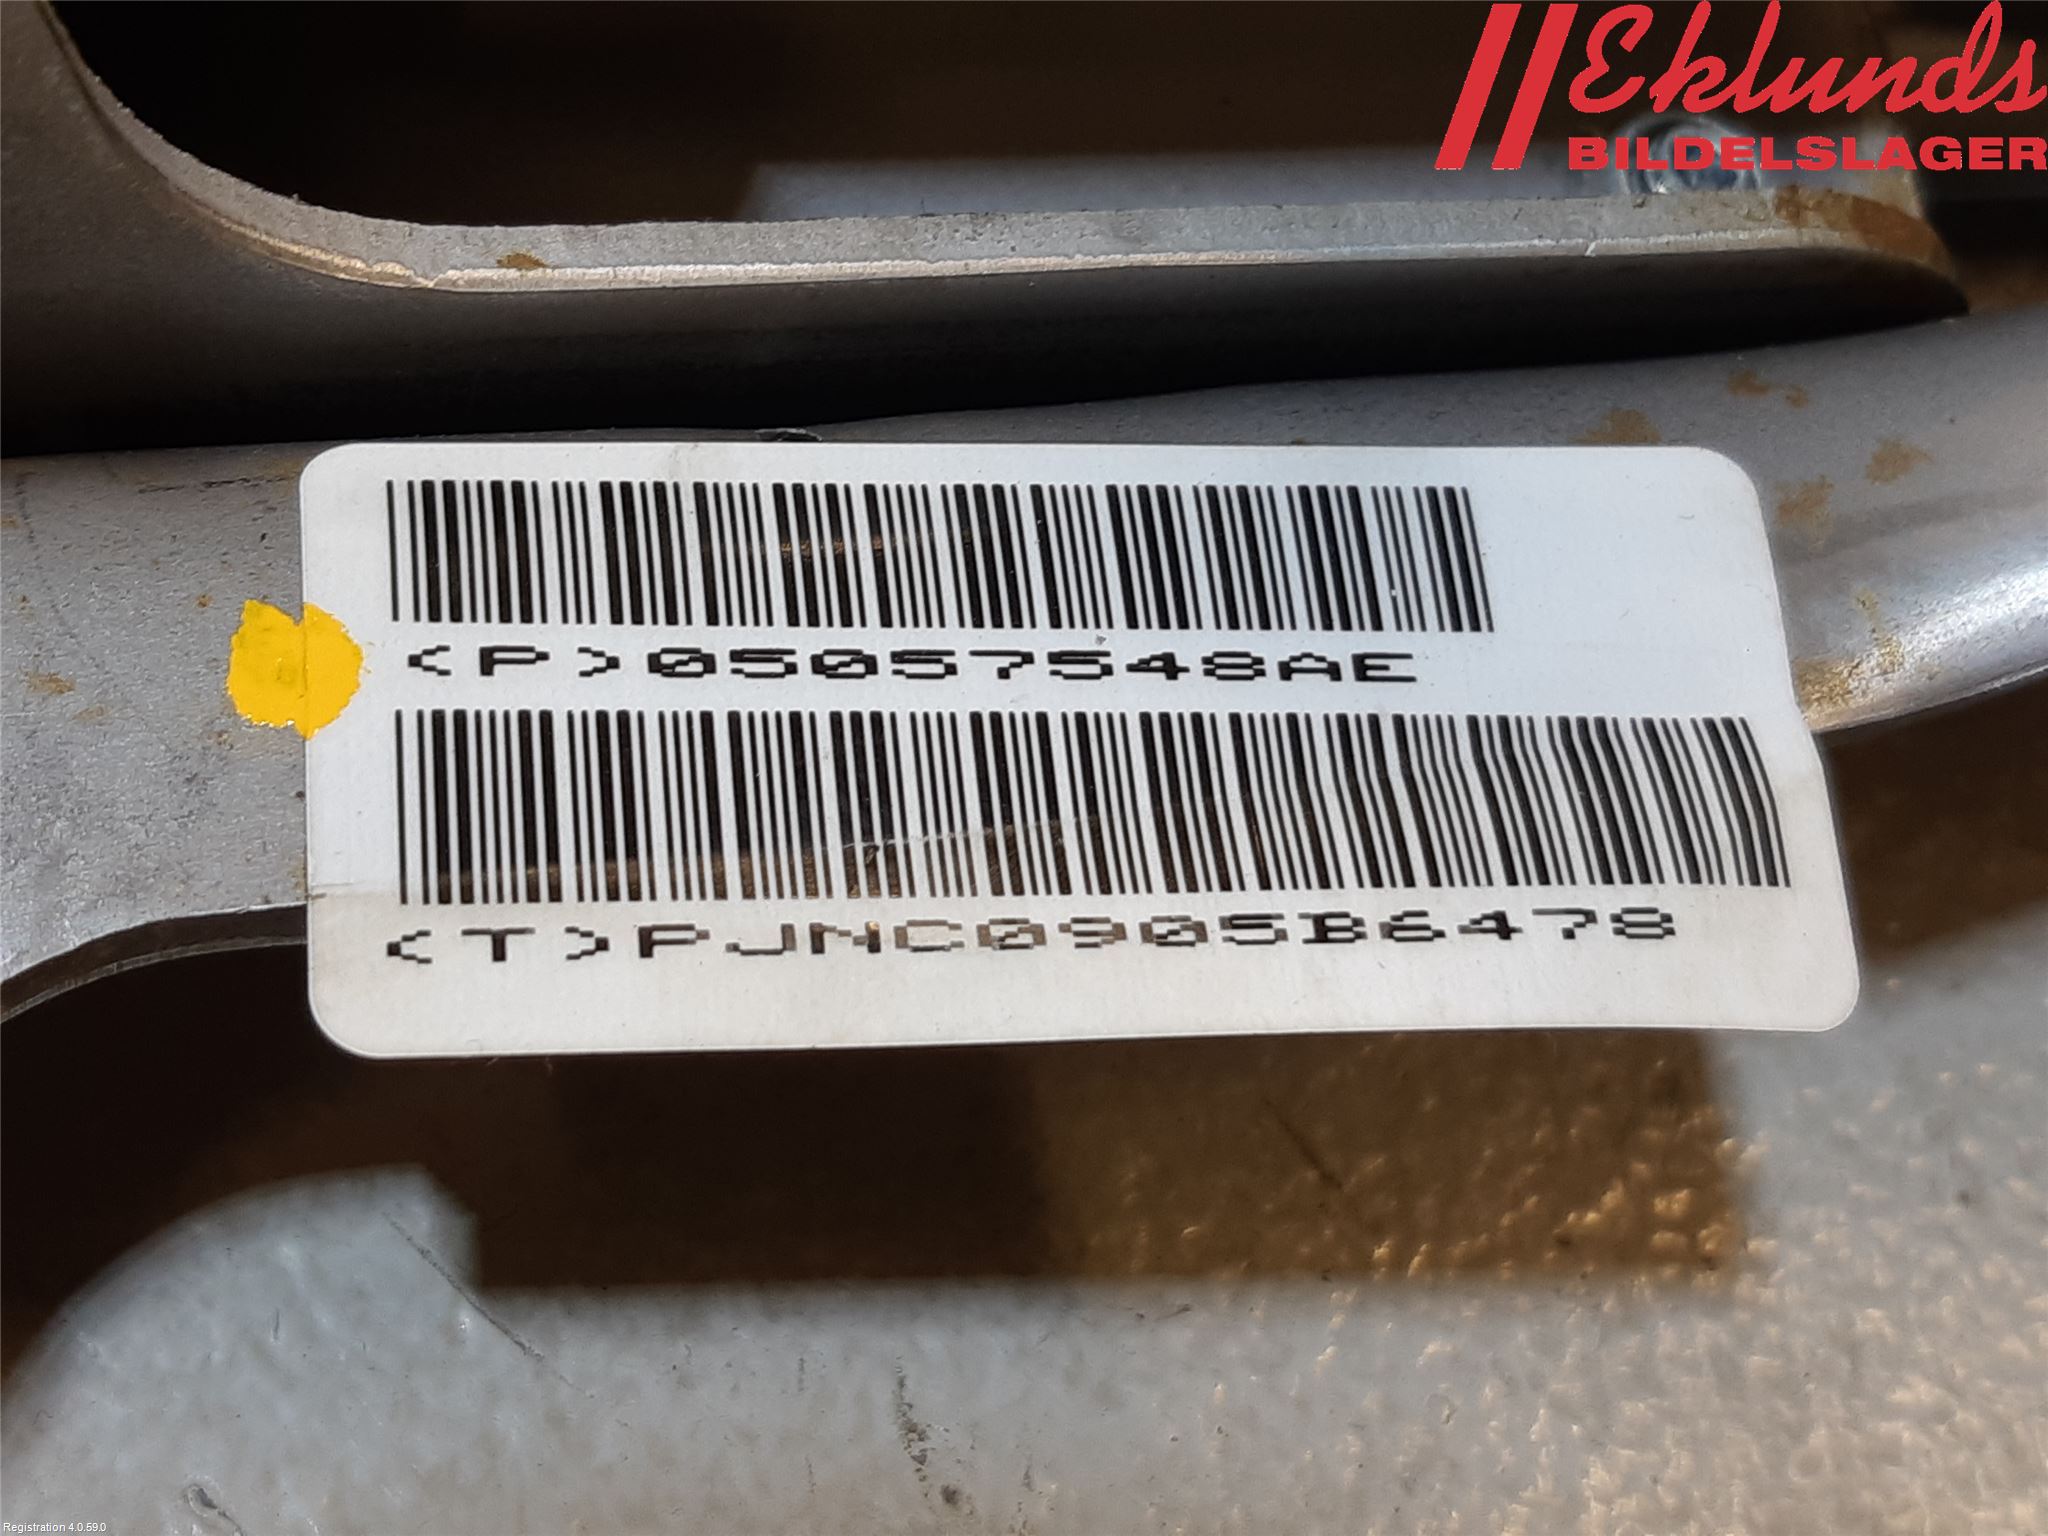 Eklunds
BILDELSLAGER
<P>05057548AE
<T>PJNC0905B6478
Registration 4.0.59.0